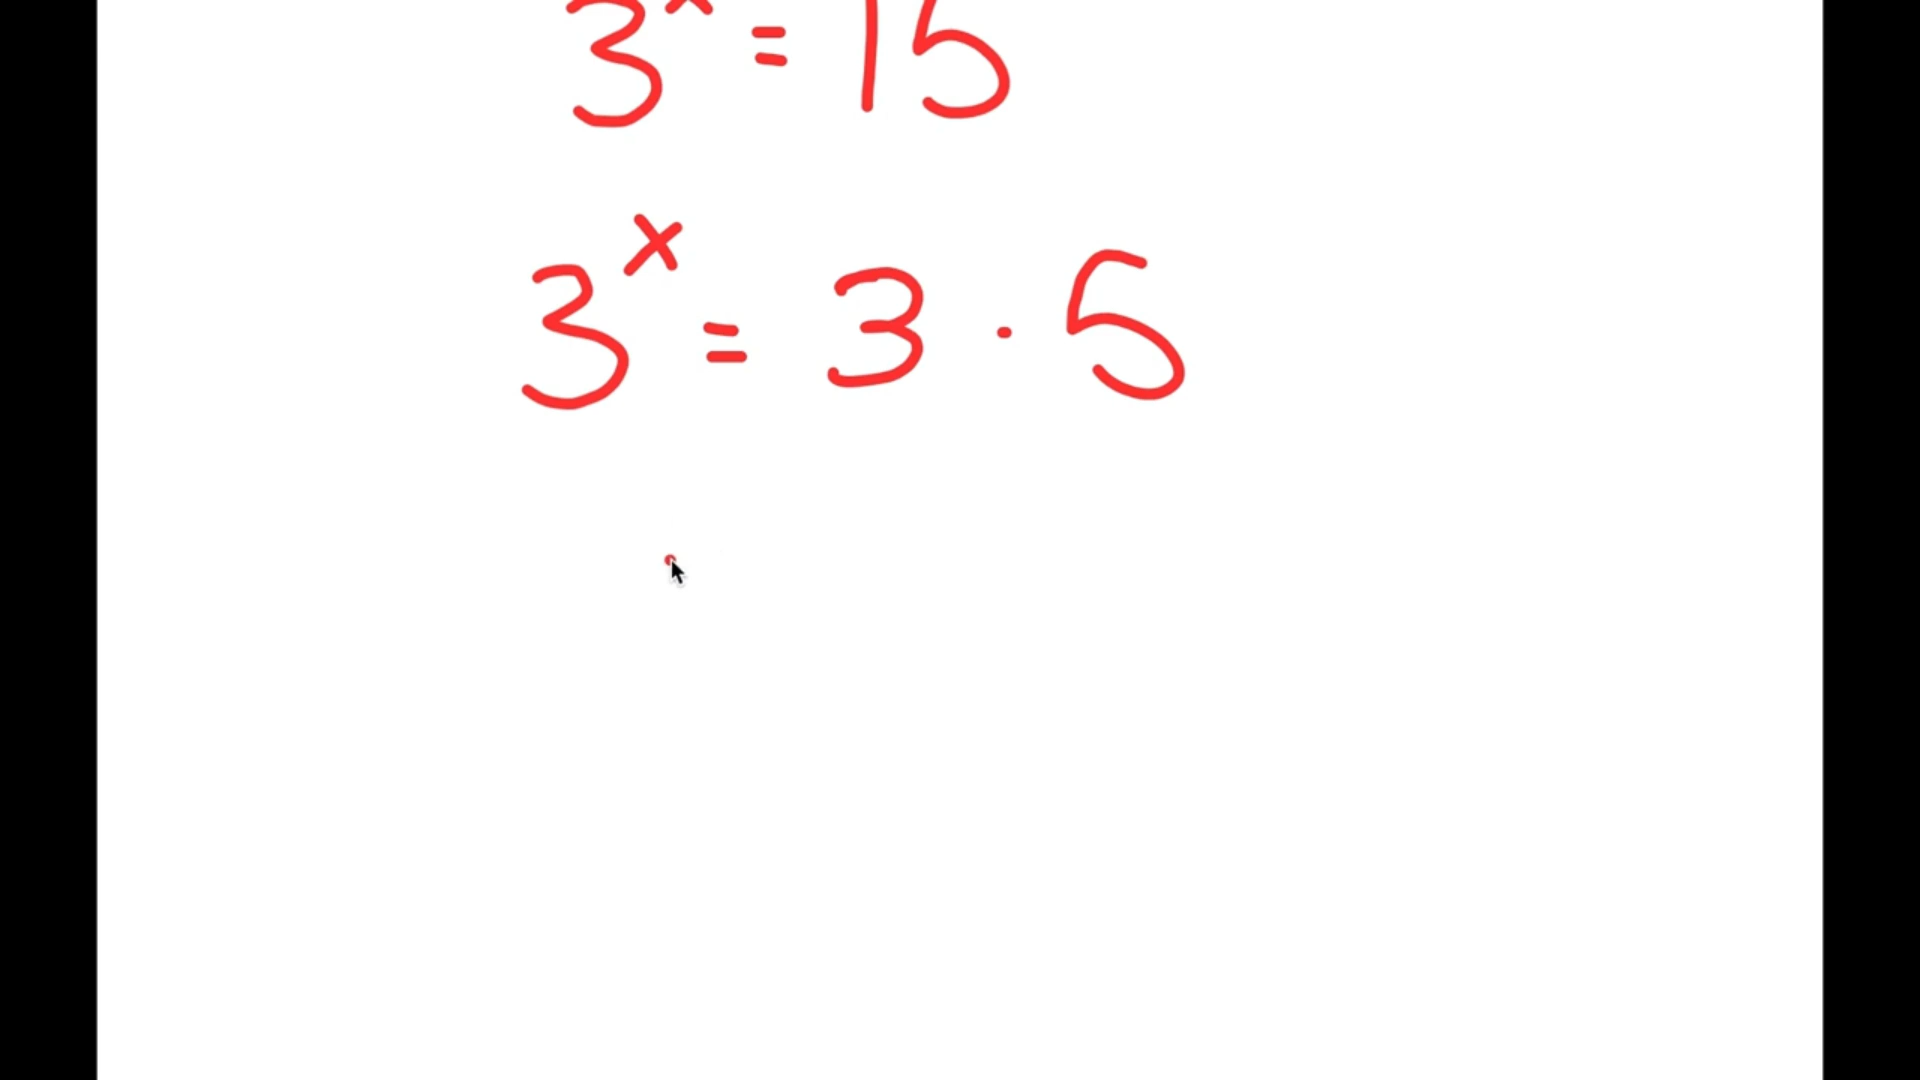 3^x = 15
3^x = 3 · 5